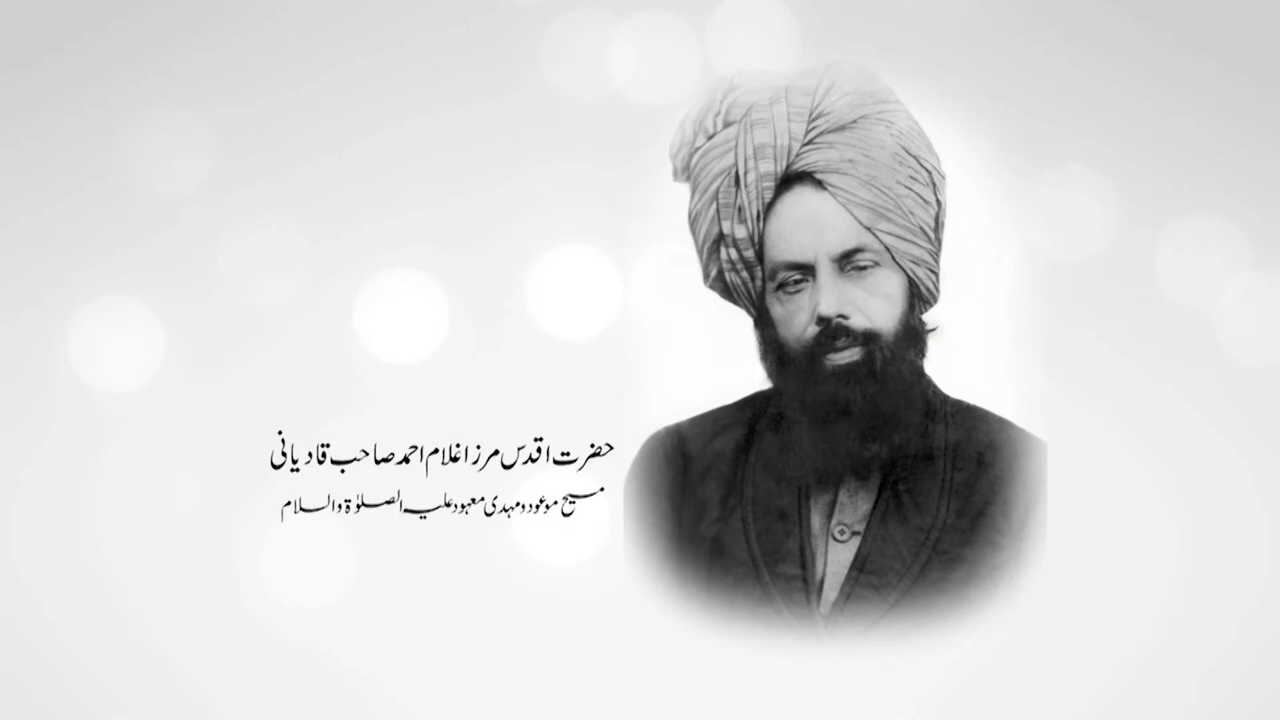 حضرت اقدس مرزا غلام احمد صاحب قادیانی
مسیح موعود و مہدی معہود علیہ الصلوٰۃ والسلام